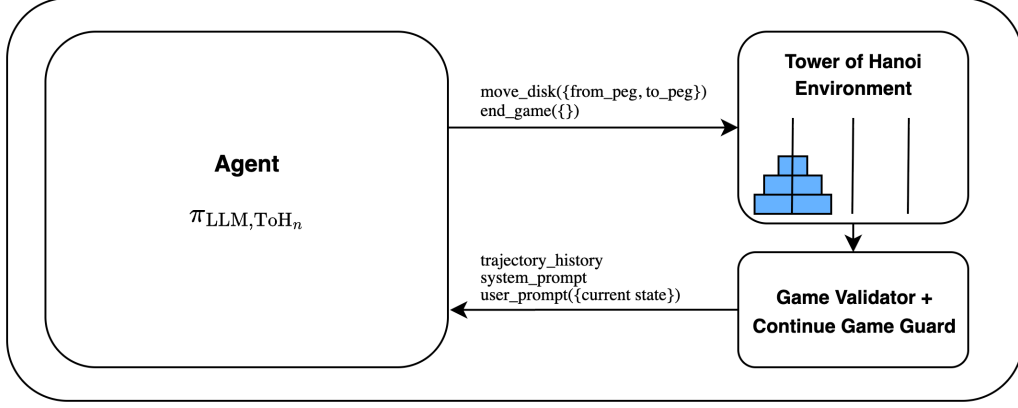 Agent
π_LLM,ToH_n
move_disk({from_peg, to_peg})
end_game({})
Tower of Hanoi
Environment
trajectory_history
system_prompt
user_prompt({current state})
Game Validator +
Continue Game Guard